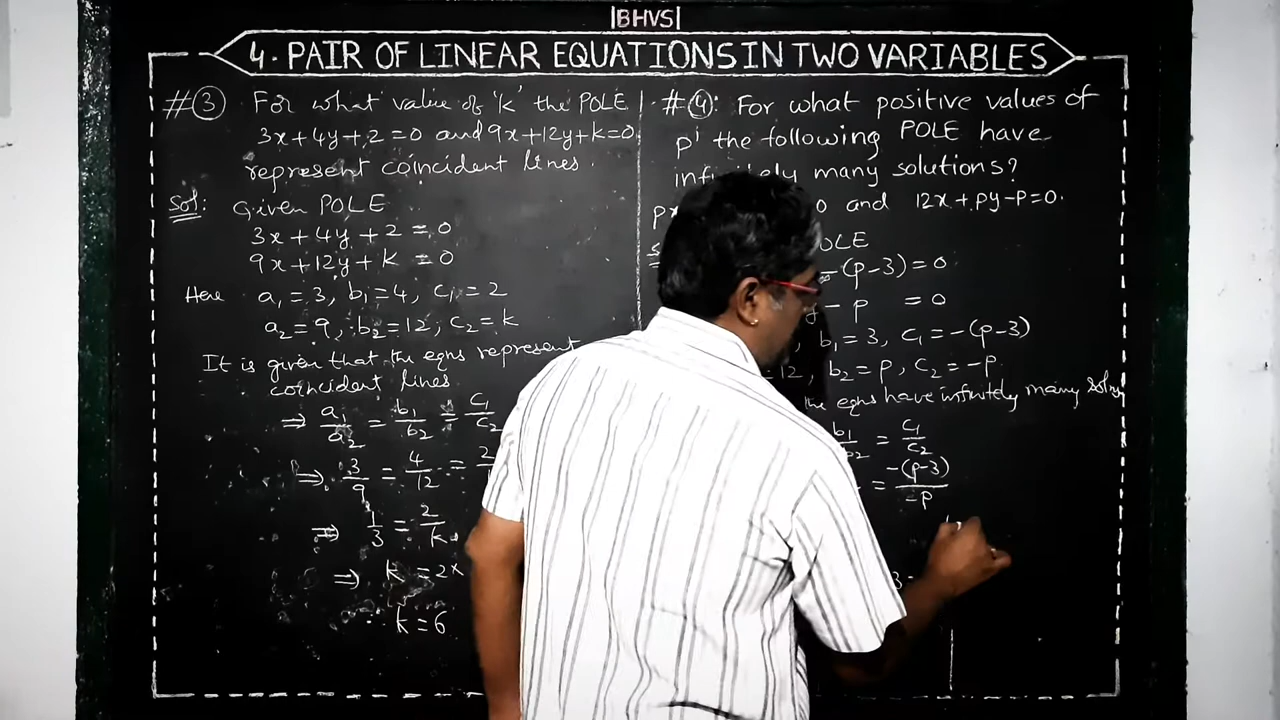 |BHVS|
4. PAIR OF LINEAR EQUATIONS IN TWO VARIABLES
#③ For what value of 'k' the POLE
3x+4y+2=0 and 9x+12y+k=0
represent coincident lines.
Sol: Given POLE
3x+4y+2=0
9x+12y+k=0
Here a₁=3, b₁=4, c₁=2
a₂=9, b₂=12, c₂=k
It is given that the eqns represent
coincident lines
⇒ a₁/a₂ = b₁/b₂ = c₁/c₂
⇒ 3/9 = 4/12 = 2/
⇒ 1/3 = 2/k
⇒ k = 2×
k = 6
#④: For what positive values of
'p' the following POLE have
infinitely many solutions?
0 and 12x+py-p=0.
-(p-3)=0
- p = 0
, b₁=3, c₁=-(p-3)
12, b₂=p, c₂=-p
the eqns have infinitely many Solns
b₁/b₂ = c₁/c₂
= -(p-3)/-p